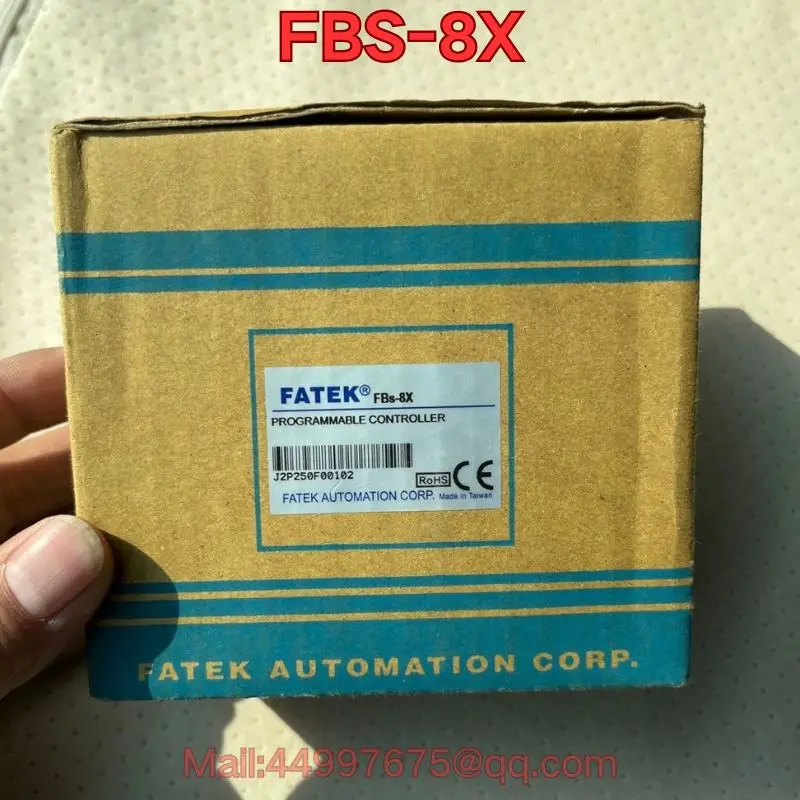 FBS-8X
FATEK® FBs-8X
PROGRAMMABLE CONTROLLER
J2P250F00102
RoHS CE
FATEK AUTOMATION CORP. Made in Taiwan
FATEK AUTOMATION CORP.
Mail:44997675@qq.com